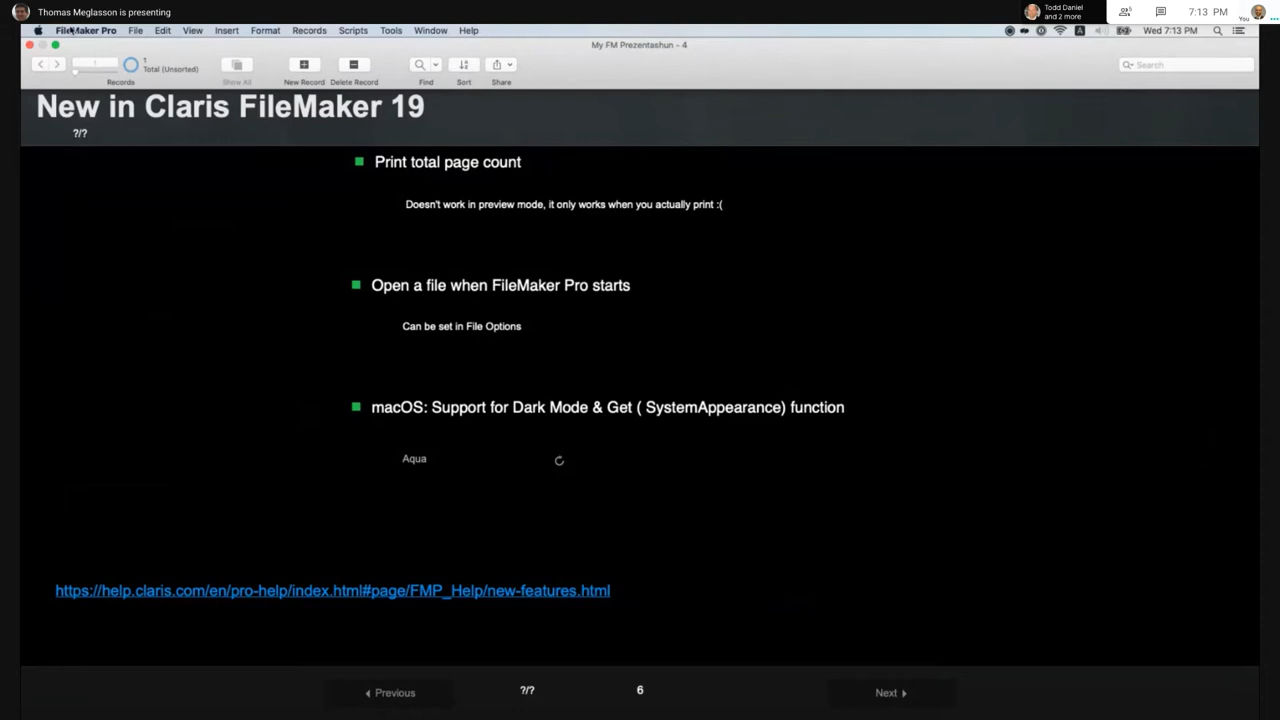 Thomas Meglasson is presenting
Todd Daniel
and 2 more
7:13 PM
You
FileMaker Pro File Edit View Insert Format Records Scripts Tools Window Help
Wed 7:13 PM
My FM Prezentashun - 4
1
1
Total (Unsorted)
Search
Records Show All New Record Delete Record Find Sort Share
New in Claris FileMaker 19
?/?
Print total page count
Doesn't work in preview mode, it only works when you actually print :(
Open a file when FileMaker Pro starts
Can be set in File Options
macOS: Support for Dark Mode & Get ( SystemAppearance) function
Aqua
https://help.claris.com/en/pro-help/index.html#page/FMP_Help/new-features.html
Previous ?/? 6 Next